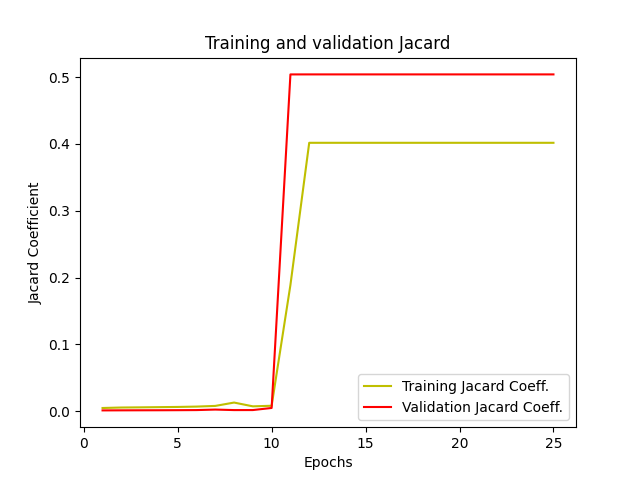 Training and validation Jacard
Jacard Coefficient
0.5
0.4
0.3
0.2
0.1
0.0
0
5
10
15
20
25
Epochs
Training Jacard Coeff.
Validation Jacard Coeff.